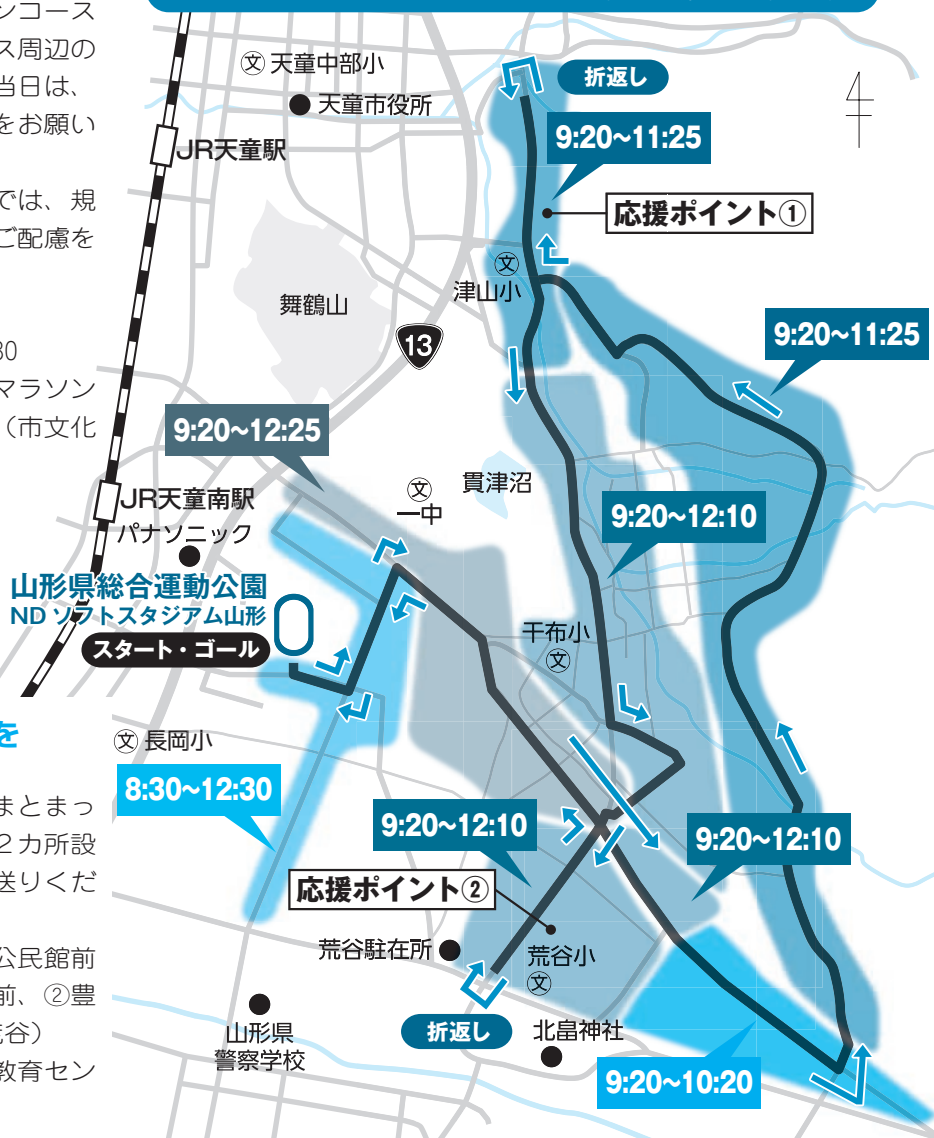 ンコース
ス周辺の
当日は、
をお願い
では、規
ご配慮を
30
マラソン
（市文化
を
まとまっ
２カ所設
送りくだ
公民館前
前、②豊
荒谷）
教育セン
文 天童中部小
天童市役所
JR天童駅
折返し
9:20~11:25
応援ポイント①
文
津山小
舞鶴山
13
9:20~11:25
9:20~12:25
文
一中
貫津沼
JR天童南駅
パナソニック
9:20~12:10
山形県総合運動公園
ND ソフトスタジアム山形
スタート・ゴール
干布小
文
文 長岡小
8:30~12:30
9:20~12:10
9:20~12:10
応援ポイント②
荒谷駐在所
荒谷小
文
山形県
警察学校
折返し
北畠神社
9:20~10:20